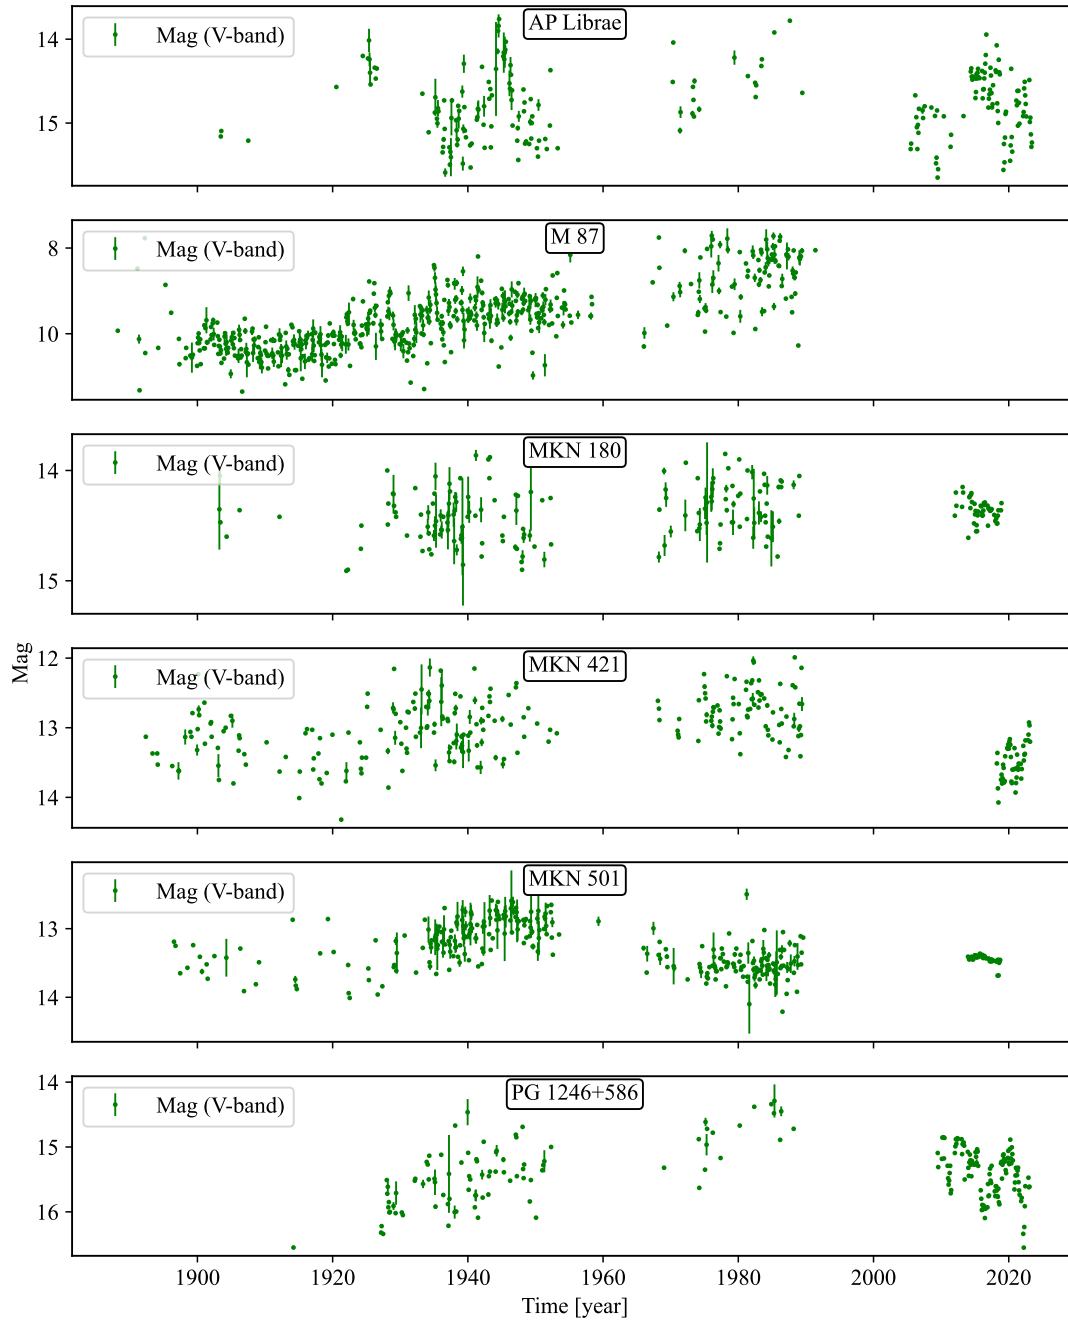 AP Librae
Mag (V-band)
14
15
M 87
Mag (V-band)
8
10
MKN 180
Mag (V-band)
14
15
Mag
MKN 421
Mag (V-band)
12
13
14
MKN 501
Mag (V-band)
13
14
PG 1246+586
Mag (V-band)
14
15
16
1900 1920 1940 1960 1980 2000 2020
Time [year]